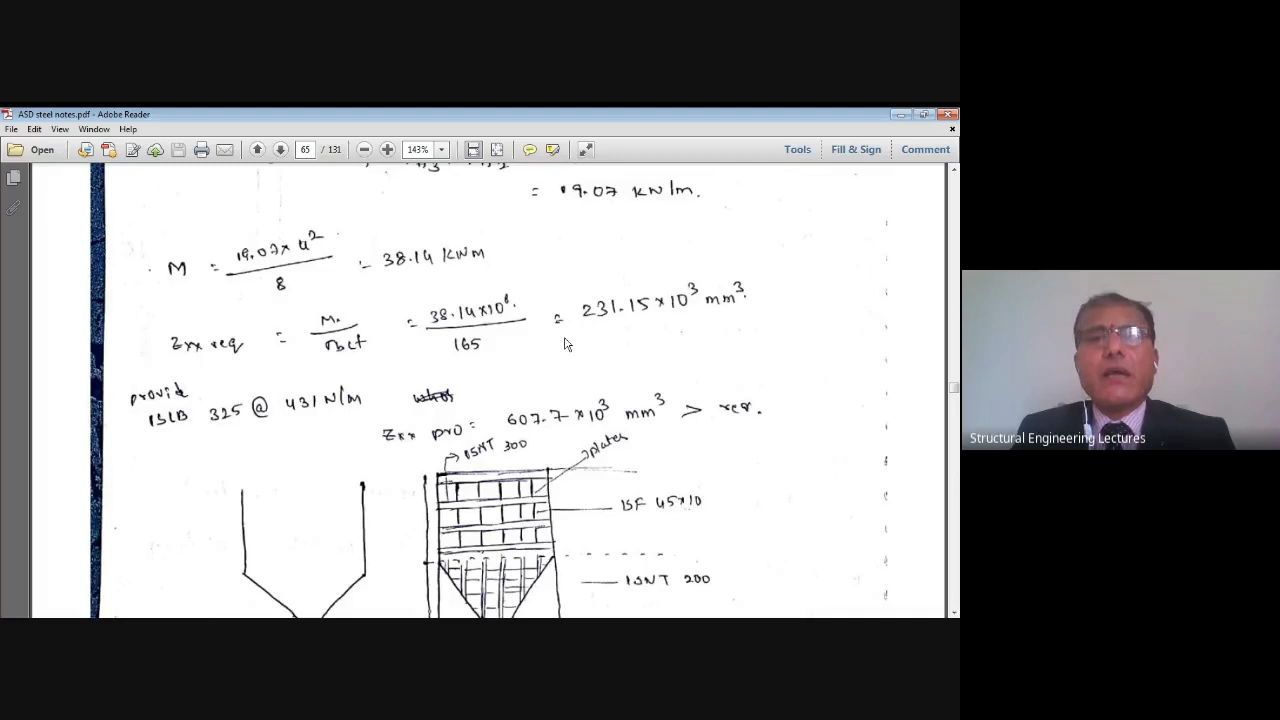 ASD steel notes.pdf - Adobe Reader
File Edit View Window Help
Open 65 / 131 143% Tools Fill & Sign Comment
= 19.07 kN/m.
M = 19.07 x 4²
8
= 38.14 kNm
Zxx req = M
σbct
= 38.14 x 10⁶
165
= 231.15 x 10³ mm³.
provide
ISLB 325 @ 431 N/m
Zxx pro = 607.7 x 10³ mm³ > req.
ISNT 300
plates
ISF 45x10
ISNT 200
Structural Engineering Lectures